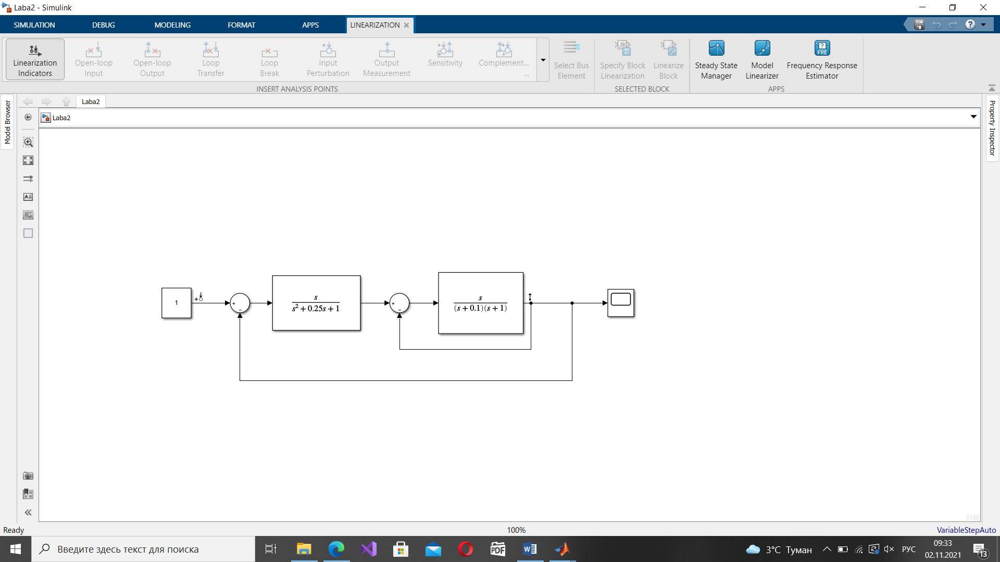 Laba2 - Simulink
SIMULATION DEBUG MODELING FORMAT APPS LINEARIZATION
Linearization Indicators
Open-loop Input
Open-loop Output
Loop Transfer
Loop Break
Input Perturbation
Output Measurement
Sensitivity
Complement... ...
Select Bus Element
Specify Block Linearization
Linearize Block
Steady State Manager
Model Linearizer
FRE
Frequency Response Estimator
INSERT ANALYSIS POINTS SELECTED BLOCK APPS
Model Browser
Laba2
Laba2
Property Inspector
1
+
−
s
s² + 0.25s + 1
+
−
s
(s + 0.1)(s + 1)
Ready 100% VariableStepAuto
Введите здесь текст для поиска
PDF
3°C Туман
РУС
09:33
02.11.2021
13